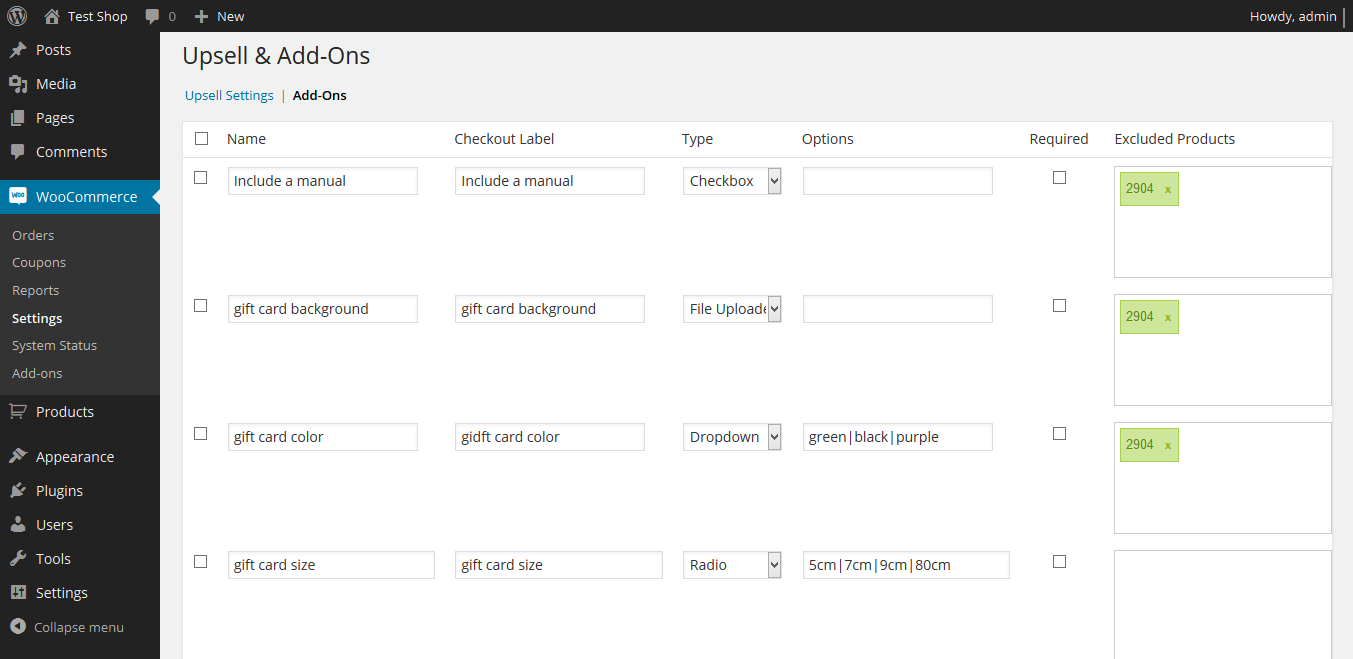 Test Shop 0 New Howdy, admin
Posts
Media
Pages
Comments
WooCommerce
Orders
Coupons
Reports
Settings
System Status
Add-ons
Products
Appearance
Plugins
Users
Tools
Settings
Collapse menu
Upsell & Add-Ons
Upsell Settings | Add-Ons
Name Checkout Label Type Options Required Excluded Products
Include a manual Include a manual Checkbox 2904 x
gift card background gift card background File Uploade 2904 x
gift card color gidft card color Dropdown green|black|purple 2904 x
gift card size gift card size Radio 5cm|7cm|9cm|80cm